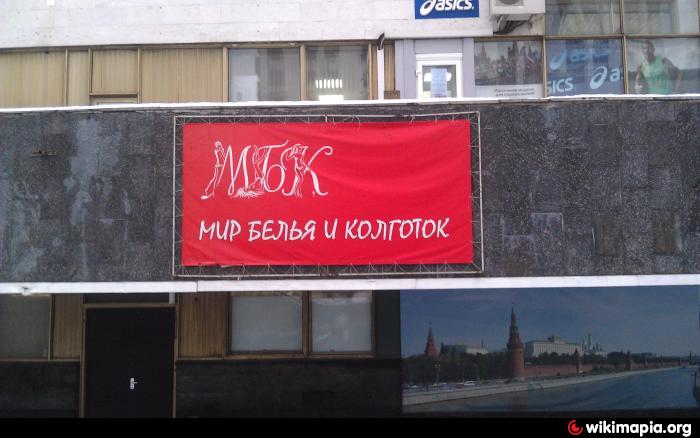 asics.
asics
МБК
МИР БЕЛЬЯ И КОЛГОТОК
wikimapia.org